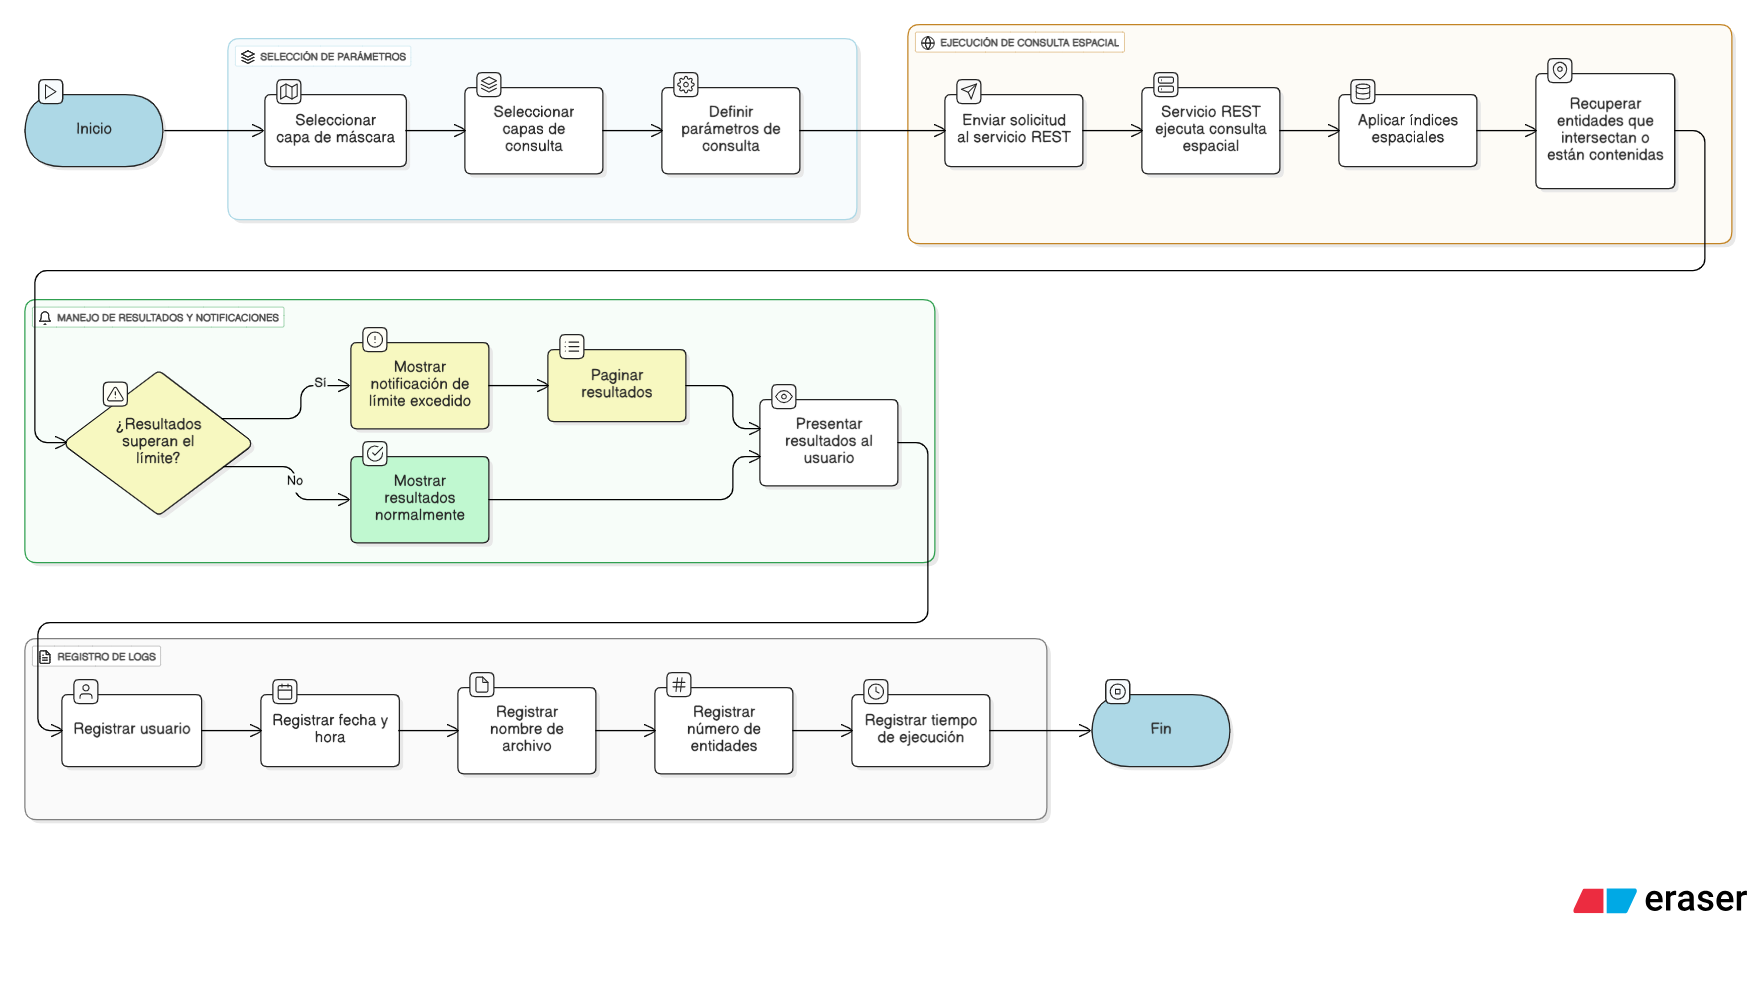 SELECCIÓN DE PARÁMETROS
Inicio
Seleccionar
capa de máscara
Seleccionar
capas de
consulta
Definir
parámetros de
consulta
EJECUCIÓN DE CONSULTA ESPACIAL
Enviar solicitud
al servicio REST
Servicio REST
ejecuta consulta
espacial
Aplicar índices
espaciales
Recuperar
entidades que
intersectan o
están contenidas
MANEJO DE RESULTADOS Y NOTIFICACIONES
¿Resultados
superan el
límite?
Sí
Mostrar
notificación de
límite excedido
Paginar
resultados
No
Mostrar
resultados
normalmente
Presentar
resultados al
usuario
REGISTRO DE LOGS
Registrar usuario
Registrar fecha y
hora
Registrar
nombre de
archivo
Registrar
número de
entidades
Registrar tiempo
de ejecución
Fin
eraser